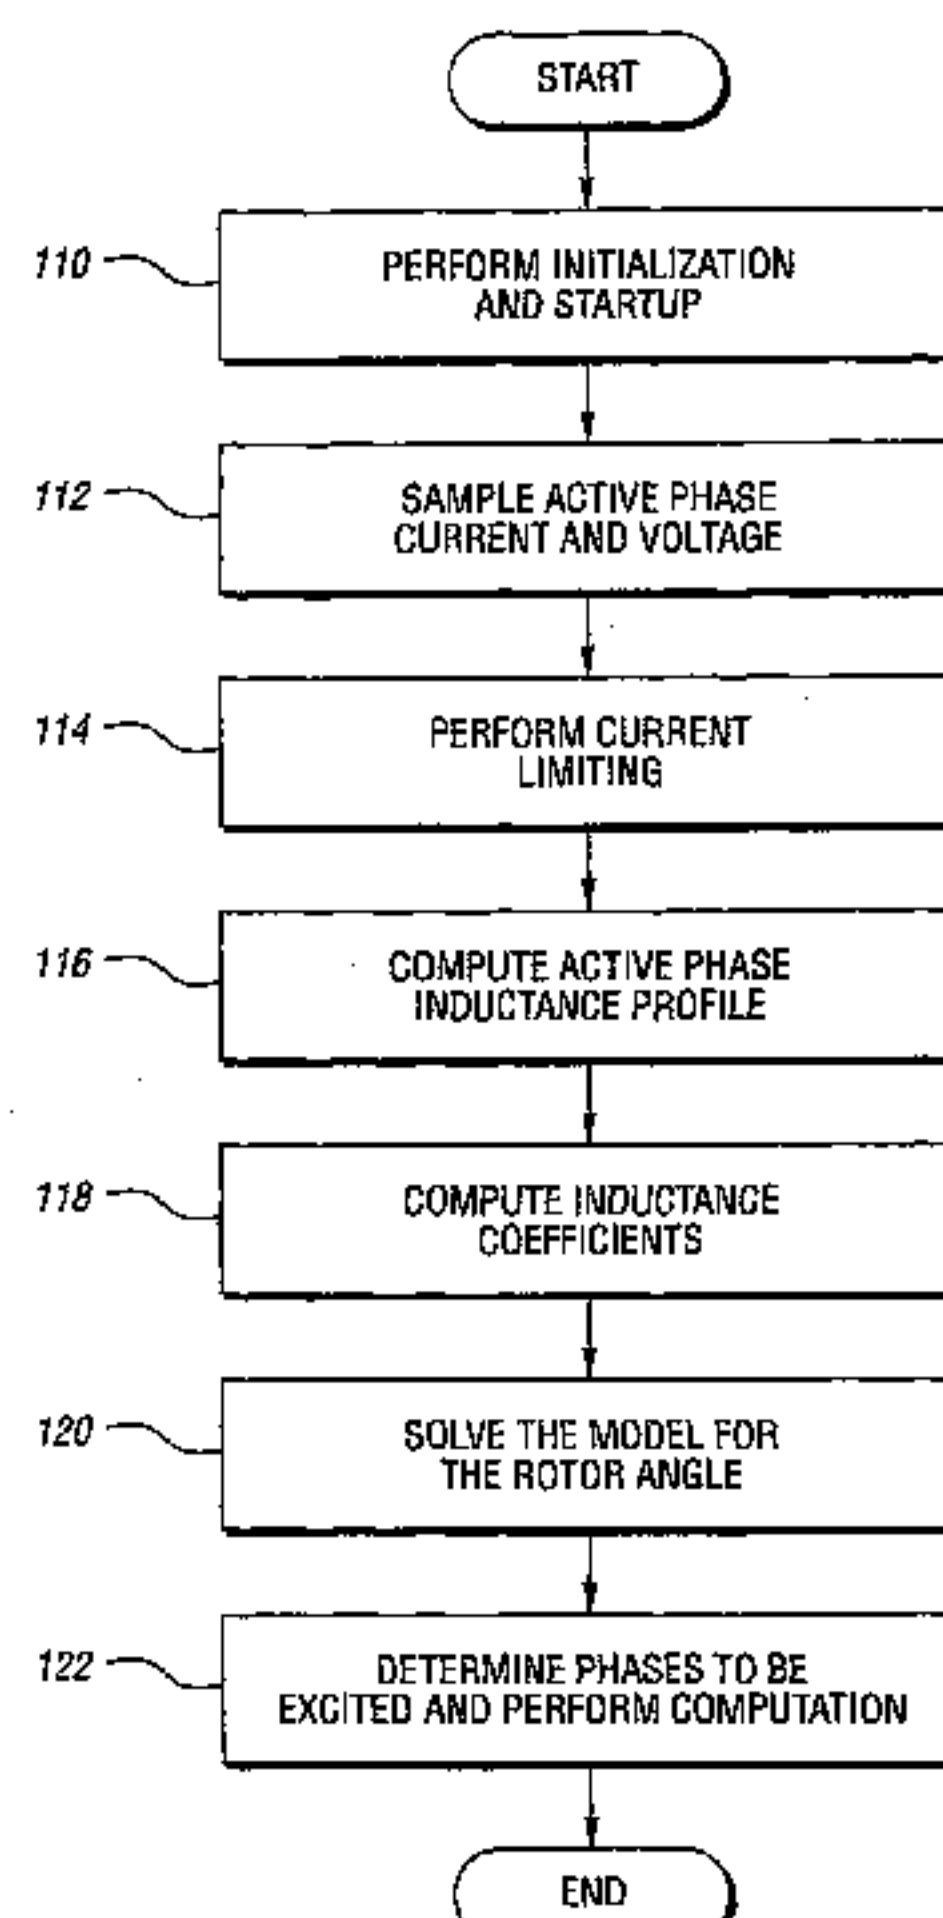 START
110
PERFORM INITIALIZATION
AND STARTUP
112
SAMPLE ACTIVE PHASE
CURRENT AND VOLTAGE
114
PERFORM CURRENT
LIMITING
116
COMPUTE ACTIVE PHASE
INDUCTANCE PROFILE
118
COMPUTE INDUCTANCE
COEFFICIENTS
120
SOLVE THE MODEL FOR
THE ROTOR ANGLE
122
DETERMINE PHASES TO BE
EXCITED AND PERFORM COMPUTATION
END